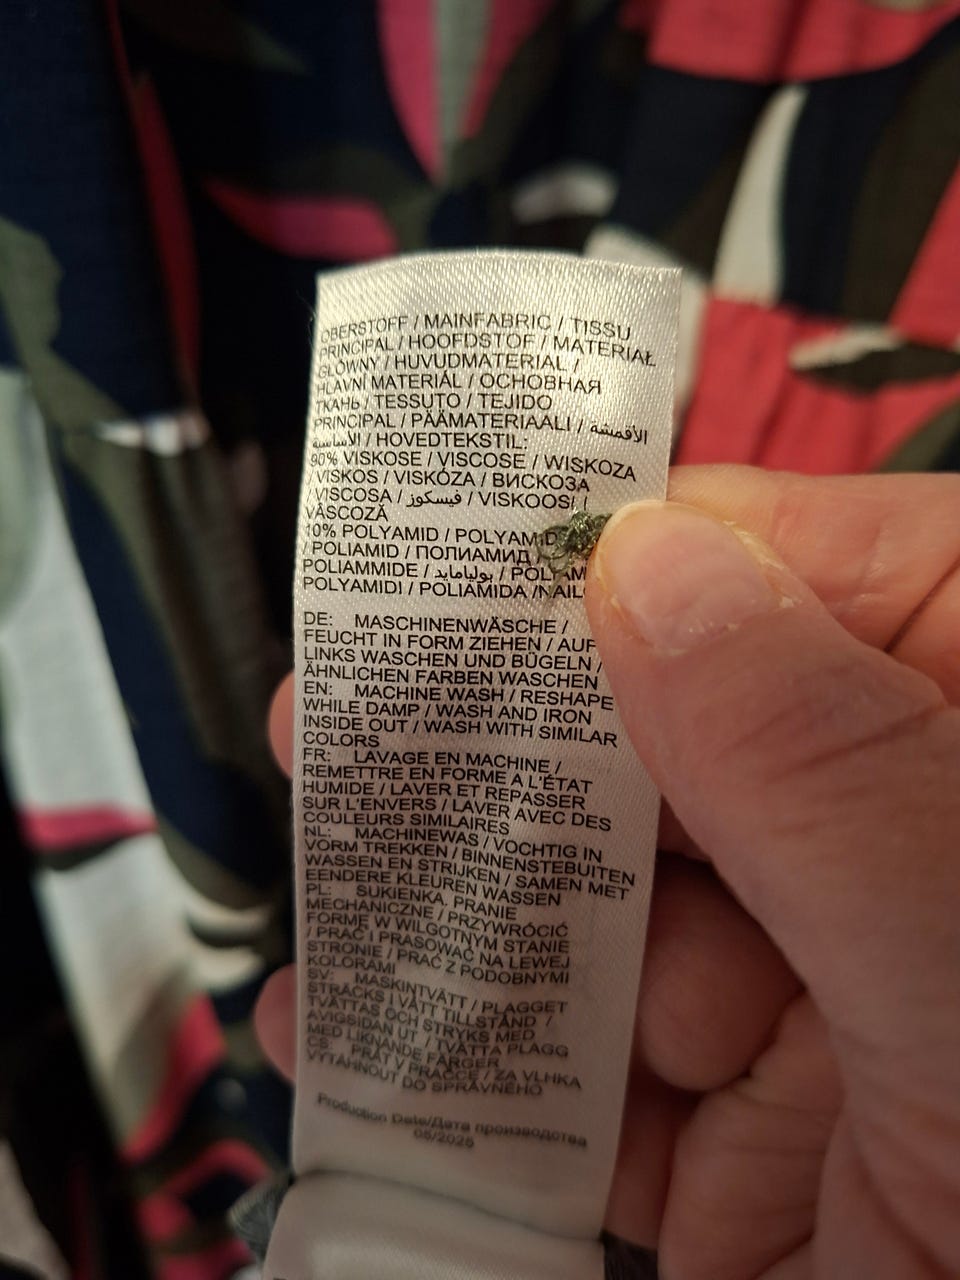 OBERSTOFF / MAINFABRIC / TISSU
PRINCIPAL / HOOFDSTOF / MATERIAŁ
GŁÓWNY / HUVUDMATERIAL /
HLAVNÍ MATERIÁL / ОСНОВНАЯ
ТКАНЬ / TESSUTO / TEJIDO
PRINCIPAL / PÄÄMATERIAALI / الأقمشة
الأساسية / HOVEDTEKSTIL:
90% VISKOSE / VISCOSE / WISKOZA
/ VISKOS / VISKÓZA / ВИСКОЗА
/ VISCOSA / فيسكوز / VISKOOSI /
VÂSCOZĂ
10% POLYAMID / POLYAMID
/ POLIAMID / ПОЛИАМИД
POLIAMMIDE / بوليامايد /
POLYAMIDI / POLIAMIDA /
DE: MASCHINENWÄSCHE /
FEUCHT IN FORM ZIEHEN / AUF
LINKS WASCHEN UND BÜGELN /
ÄHNLICHEN FARBEN WASCHEN
EN: MACHINE WASH / RESHAPE
WHILE DAMP / WASH AND IRON
INSIDE OUT / WASH WITH SIMILAR
COLORS
FR: LAVAGE EN MACHINE /
REMETTRE EN FORME A L'ÉTAT
HUMIDE / LAVER ET REPASSER
SUR L'ENVERS / LAVER AVEC DES
COULEURS SIMILAIRES
NL: MACHINEWAS / VOCHTIG IN
VORM TREKKEN / BINNENSTEBUITEN
WASSEN EN STRIJKEN / SAMEN MET
EENDERE KLEUREN WASSEN
PL: SUKIENKA. PRANIE
MECHANICZNE / PRZYWRÓCIĆ
FORMĘ W WILGOTNYM STANIE
/ PRAĆ I PRASOWAĆ NA LEWEJ
STRONIE / PRAĆ Z PODOBNYMI
KOLORAMI
SV: MASKINTVÄTT / PLAGGET
STRÄCKS I VÅTT TILLSTÅND /
TVÄTTAS OCH STRYKS MED
AVIGSIDAN UT / TVÄTTA PLAGG
MED LIKNANDE FÄRGER
CS: PRÁT V PRAČCE / ZA VLHKA
VYTÁHNOUT DO SPRÁVNÉHO
Production Date/Дата производства
05/2025